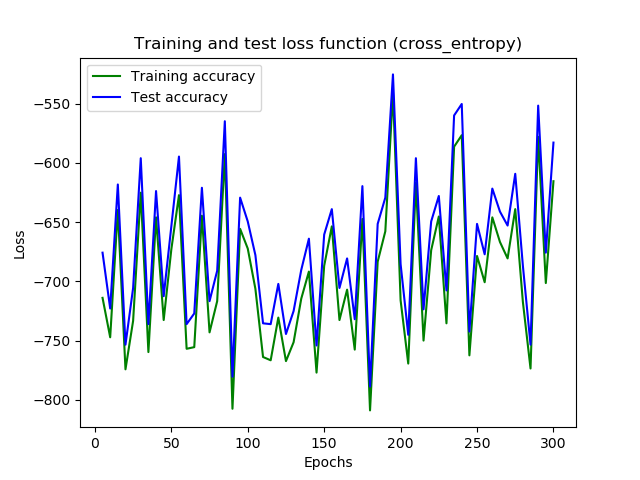 Training and test loss function (cross_entropy)
Training accuracy
Test accuracy
−550
−600
−650
−700
−750
−800
Loss
0
50
100
150
200
250
300
Epochs